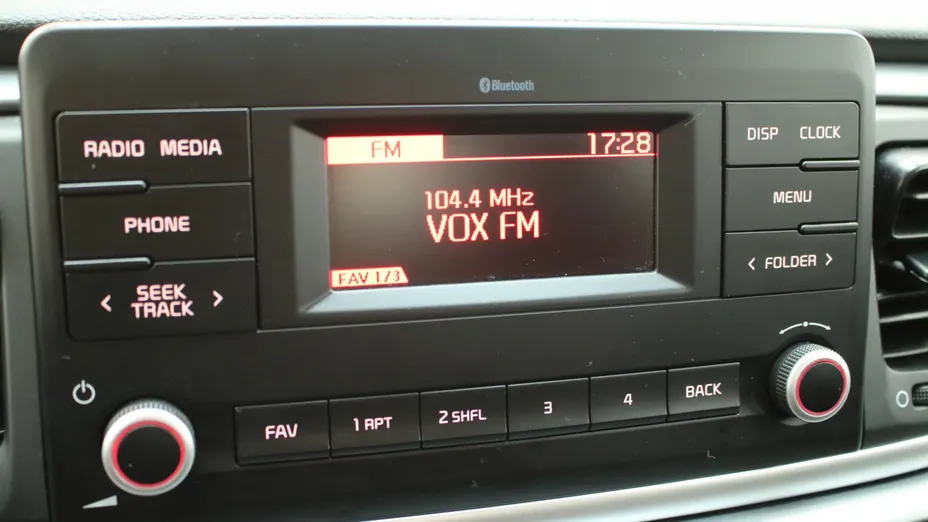 Bluetooth
RADIO MEDIA
PHONE
< SEEK >
TRACK
FM 17:28
104.4 MHz
VOX FM
FAV 1/3
DISP CLOCK
MENU
< FOLDER >
FAV
1 RPT
2 SHFL
3
4
BACK